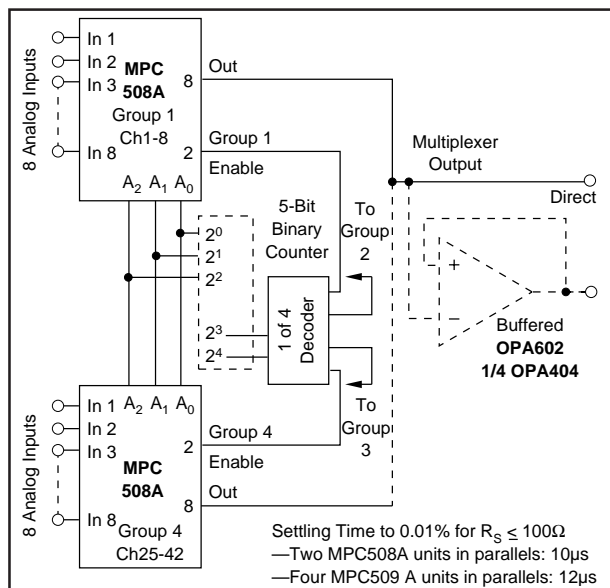 8 Analog Inputs
In 1
In 2
In 3
In 8
MPC
508A
Group 1
Ch1-8
8
Out
2
Group 1
Enable
A2 A1 A0
Multiplexer
Output
Direct
5-Bit
Binary
Counter
2⁰
2¹
2²
2³
2⁴
1 of 4
Decoder
To
Group
2
+
–
Buffered
OPA602
1/4 OPA404
To
Group
3
8 Analog Inputs
In 1
In 2
In 3
In 8
A2 A1 A0
MPC
508A
Group 4
Ch25-42
2
Group 4
Enable
8
Out
Settling Time to 0.01% for RS ≤ 100Ω
—Two MPC508A units in parallels: 10µs
—Four MPC509 A units in parallels: 12µs